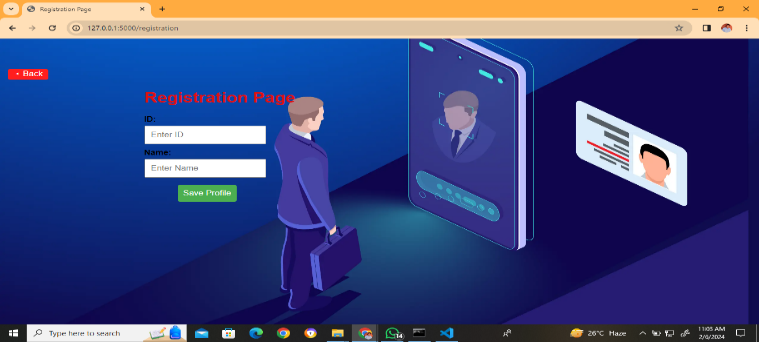 Registration Page
127.0.0.1:5000/registration
Back
Registration Page
ID:
Enter ID
Name:
Enter Name
Save Profile
Type here to search
14
26°C Haze
11:05 AM
2/6/2024